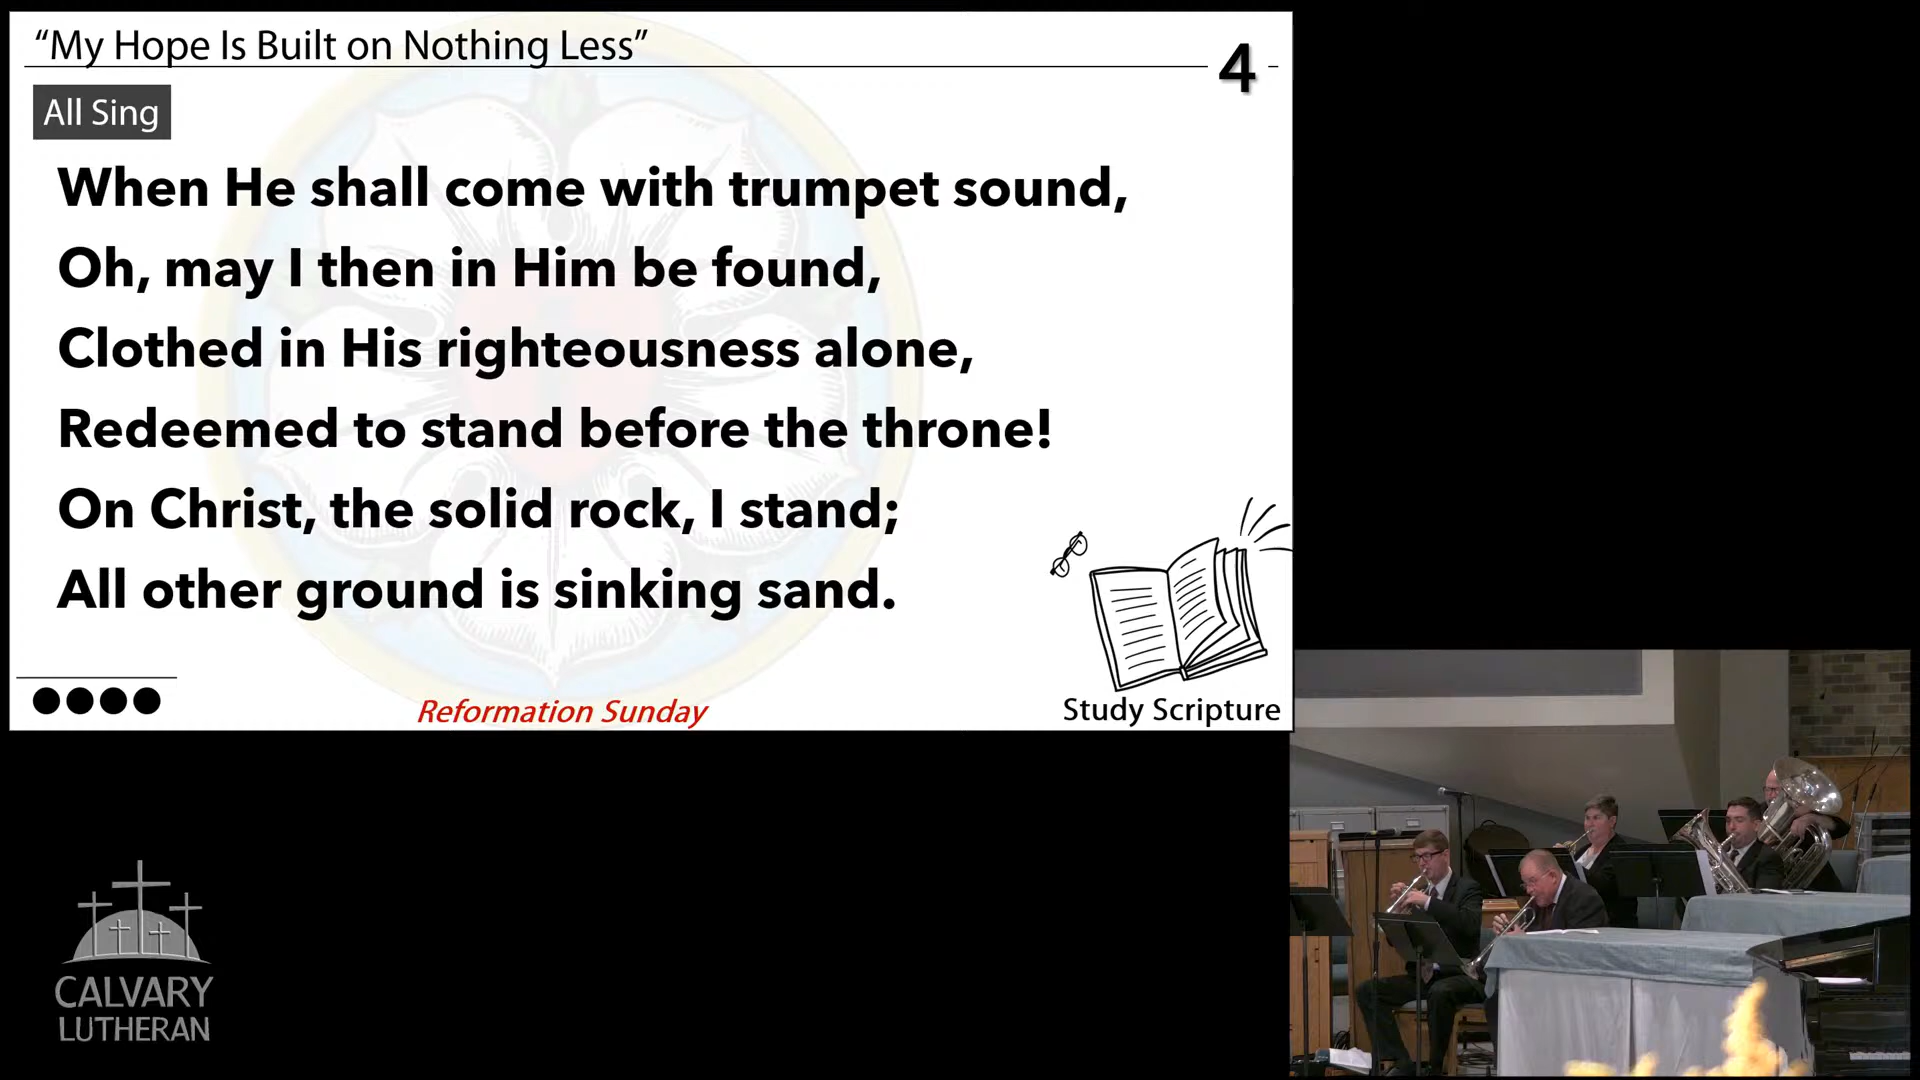 “My Hope Is Built on Nothing Less”
4
All Sing
When He shall come with trumpet sound,
Oh, may I then in Him be found,
Clothed in His righteousness alone,
Redeemed to stand before the throne!
On Christ, the solid rock, I stand;
All other ground is sinking sand.
Reformation Sunday
Study Scripture
CALVARY
LUTHERAN